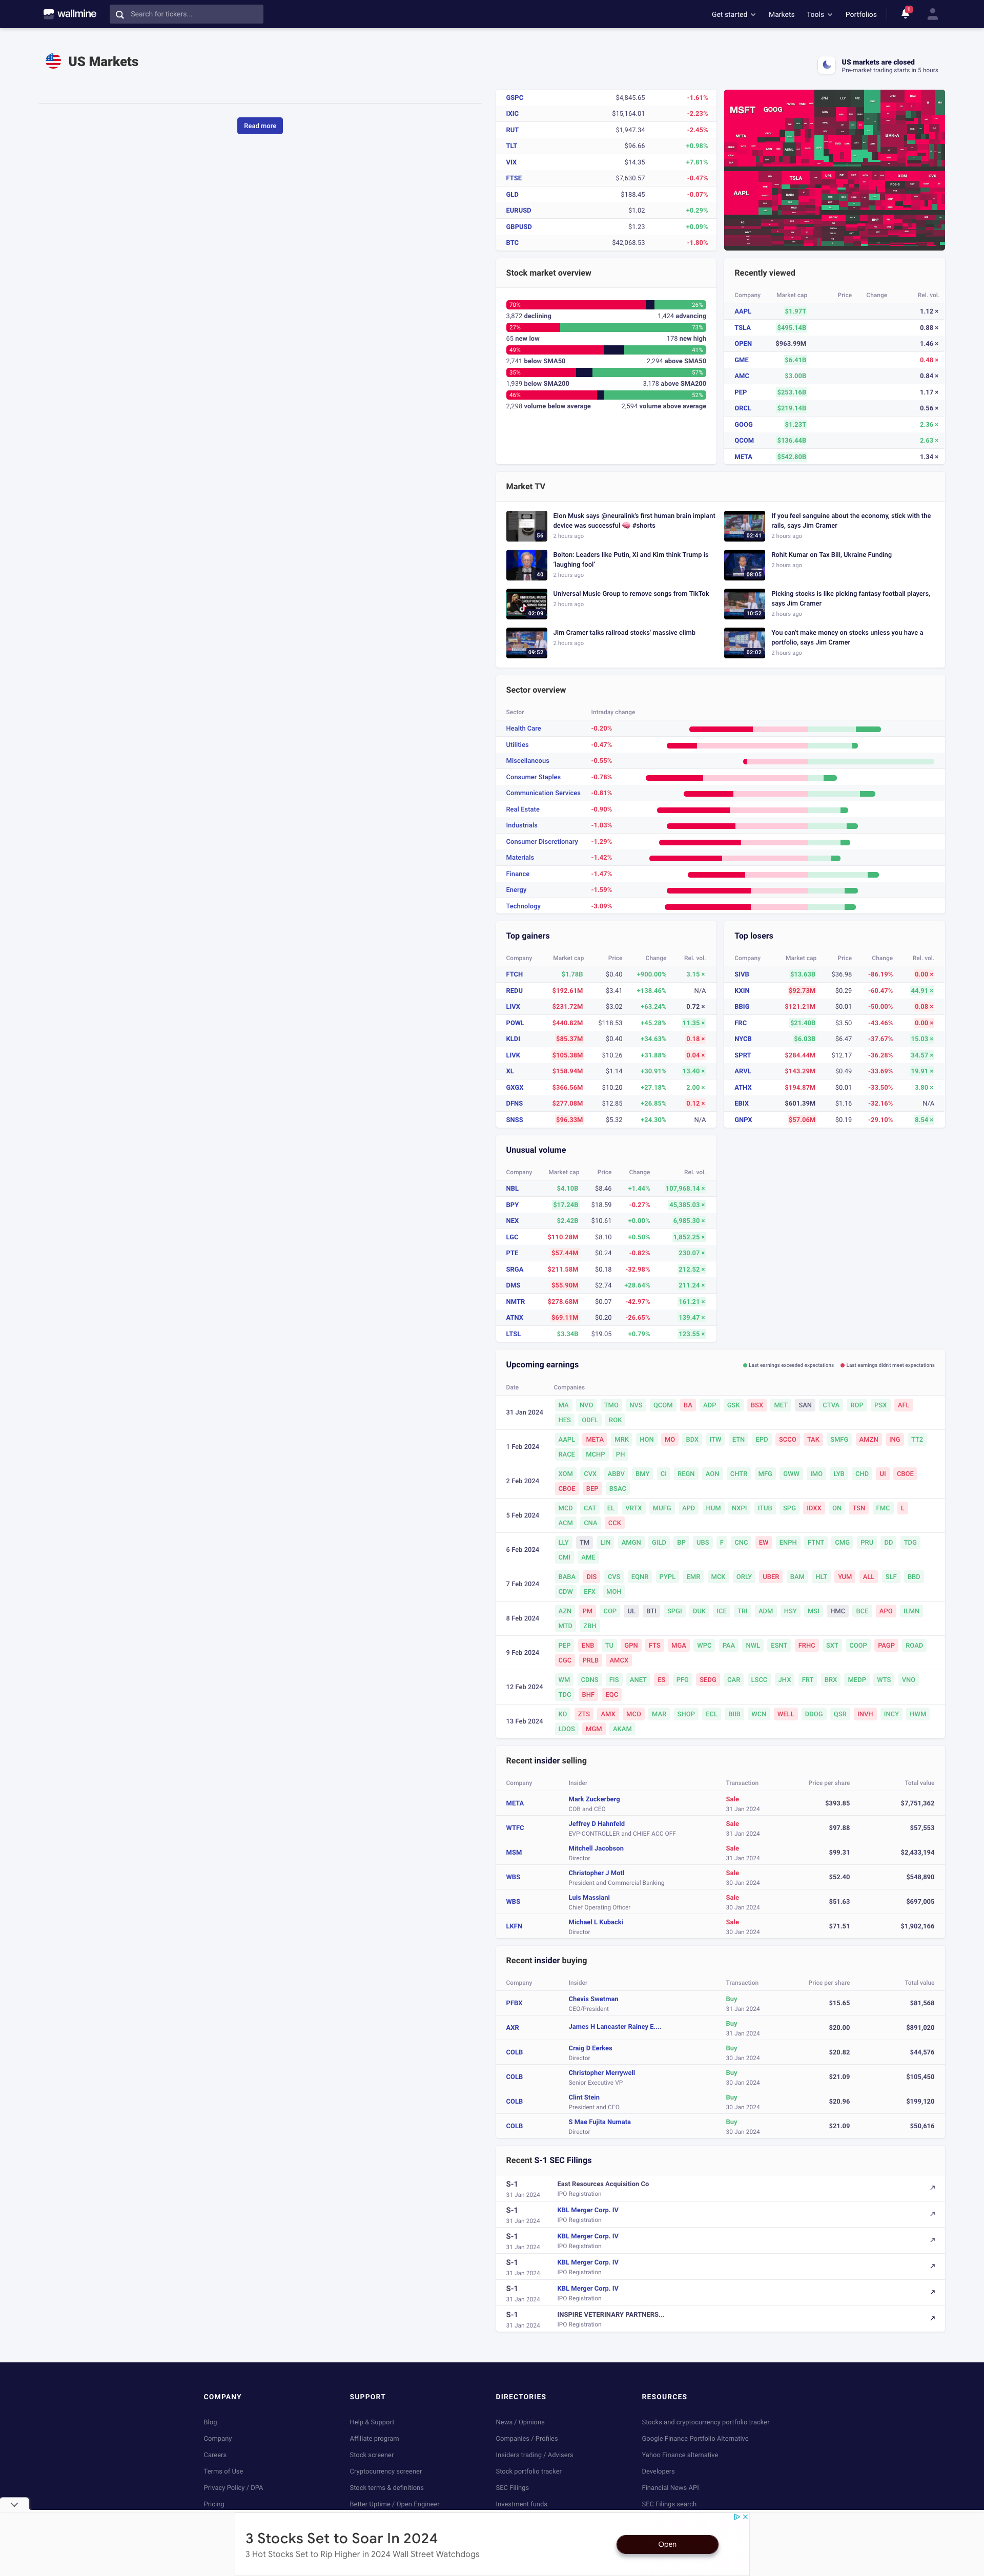 wallmine
Search for tickers...
Get started
Markets
Tools
Portfolios
1
US Markets
US markets are closed
Pre-market trading starts in 5 hours
Read more
GSPC $4,845.65 -1.61%
IXIC $15,164.01 -2.23%
RUT $1,947.34 -2.45%
TLT $96.66 +0.98%
VIX $14.35 +7.81%
FTSE $7,630.57 -0.47%
GLD $188.45 -0.07%
EURUSD $1.02 +0.29%
GBPUSD $1.23 +0.09%
BTC $42,068.53 -1.80%
MSFT GOOG
META
BRK-A
TSLA
AAPL
XOM CVX
Stock market overview
70% 26%
3,872 declining 1,424 advancing
27% 73%
65 new low 178 new high
49% 41%
2,741 below SMA50 2,294 above SMA50
35% 57%
1,939 below SMA200 3,178 above SMA200
46% 52%
2,298 volume below average 2,594 volume above average
Recently viewed
Company Market cap Price Change Rel. vol.
AAPL $1.97T 1.12 ×
TSLA $495.14B 0.88 ×
OPEN $963.99M 1.46 ×
GME $6.41B 0.48 ×
AMC $3.00B 0.84 ×
PEP $253.16B 1.17 ×
ORCL $219.14B 0.56 ×
GOOG $1.23T 2.36 ×
QCOM $136.44B 2.63 ×
META $542.80B 1.34 ×
Market TV
Elon Musk says @neuralink's first human brain implant
device was successful 🧠 #shorts
56
2 hours ago
If you feel sanguine about the economy, stick with the
rails, says Jim Cramer
02:41
2 hours ago
Bolton: Leaders like Putin, Xi and Kim think Trump is
'laughing fool'
40
2 hours ago
Rohit Kumar on Tax Bill, Ukraine Funding
08:05
2 hours ago
Universal Music Group to remove songs from TikTok
02:09
2 hours ago
Picking stocks is like picking fantasy football players,
says Jim Cramer
10:52
2 hours ago
Jim Cramer talks railroad stocks' massive climb
09:52
2 hours ago
You can't make money on stocks unless you have a
portfolio, says Jim Cramer
02:02
2 hours ago
Sector overview
Sector Intraday change
Health Care -0.20%
Utilities -0.47%
Miscellaneous -0.55%
Consumer Staples -0.78%
Communication Services -0.81%
Real Estate -0.90%
Industrials -1.03%
Consumer Discretionary -1.29%
Materials -1.42%
Finance -1.47%
Energy -1.59%
Technology -3.09%
Top gainers
Company Market cap Price Change Rel. vol.
FTCH $1.78B $0.40 +900.00% 3.15 ×
REDU $192.61M $3.41 +138.46% N/A
LIVX $231.72M $3.02 +63.24% 0.72 ×
POWL $440.82M $118.53 +45.28% 11.35 ×
KLDI $85.37M $0.40 +34.63% 0.18 ×
LIVK $105.38M $10.26 +31.88% 0.04 ×
XL $158.94M $1.14 +30.91% 13.40 ×
GXGX $366.56M $10.20 +27.18% 2.00 ×
DFNS $277.08M $12.85 +26.85% 0.12 ×
SNSS $96.33M $5.32 +24.30% N/A
Top losers
Company Market cap Price Change Rel. vol.
SIVB $13.63B $36.98 -86.19% 0.00 ×
KXIN $92.73M $0.29 -60.47% 44.91 ×
BBIG $121.21M $0.01 -50.00% 0.08 ×
FRC $21.40B $3.50 -43.46% 0.00 ×
NYCB $6.03B $6.47 -37.67% 15.03 ×
SPRT $284.44M $12.17 -36.28% 34.57 ×
ARVL $143.29M $0.49 -33.69% 19.91 ×
ATHX $194.87M $0.01 -33.50% 3.80 ×
EBIX $601.39M $1.16 -32.16% N/A
GNPX $57.06M $0.19 -29.10% 8.54 ×
Unusual volume
Company Market cap Price Change Rel. vol.
NBL $4.10B $8.46 +1.44% 107,968.14 ×
BPY $17.24B $18.59 -0.27% 45,385.03 ×
NEX $2.42B $10.61 +0.00% 6,985.30 ×
LGC $110.28M $8.10 +0.50% 1,852.25 ×
PTE $57.44M $0.24 -0.82% 230.07 ×
SRGA $211.58M $0.18 -32.98% 212.52 ×
DMS $55.90M $2.74 +28.64% 211.24 ×
NMTR $278.68M $0.07 -42.97% 161.21 ×
ATNX $69.11M $0.20 -26.65% 139.47 ×
LTSL $3.34B $19.05 +0.79% 123.55 ×
Upcoming earnings
Last earnings exceeded expectations
Last earnings didn't meet expectations
Date Companies
31 Jan 2024
MA NVO TMO NVS QCOM BA ADP GSK BSX MET SAN CTVA ROP PSX AFL
HES ODFL ROK
1 Feb 2024
AAPL META MRK HON MO BDX ITW ETN EPD SCCO TAK SMFG AMZN ING TT2
RACE MCHP PH
2 Feb 2024
XOM CVX ABBV BMY CI REGN AON CHTR MFG GWW IMO LYB CHD UI CBOE
CBOE BEP BSAC
5 Feb 2024
MCD CAT EL VRTX MUFG APD HUM NXPI ITUB SPG IDXX ON TSN FMC L
ACM CNA CCK
6 Feb 2024
LLY TM LIN AMGN GILD BP UBS F CNC EW ENPH FTNT CMG PRU DD TDG
CMI AME
7 Feb 2024
BABA DIS CVS EQNR PYPL EMR MCK ORLY UBER BAM HLT YUM ALL SLF BBD
CDW EFX MOH
8 Feb 2024
AZN PM COP UL BTI SPGI DUK ICE TRI ADM HSY MSI HMC BCE APO ILMN
MTD ZBH
9 Feb 2024
PEP ENB TU GPN FTS MGA WPC PAA NWL ESNT FRHC SXT COOP PAGP ROAD
CGC PRLB AMCX
12 Feb 2024
WM CDNS FIS ANET ES PFG SEDG CAR LSCC JHX FRT BRX MEDP WTS VNO
TDC BHF EQC
13 Feb 2024
KO ZTS AMX MCO MAR SHOP ECL BIIB WCN WELL DDOG QSR INVH INCY HWM
LDOS MGM AKAM
Recent insider selling
Company Insider Transaction Price per share Total value
META Mark Zuckerberg Sale $393.85 $7,751,362
COB and CEO 31 Jan 2024
WTFC Jeffrey D Hahnfeld Sale $97.88 $57,553
EVP-CONTROLLER and CHIEF ACC OFF 31 Jan 2024
MSM Mitchell Jacobson Sale $99.31 $2,433,194
Director 31 Jan 2024
WBS Christopher J Motl Sale $52.40 $548,890
President and Commercial Banking 30 Jan 2024
WBS Luis Massiani Sale $51.63 $697,005
Chief Operating Officer 30 Jan 2024
LKFN Michael L Kubacki Sale $71.51 $1,902,166
Director 30 Jan 2024
Recent insider buying
Company Insider Transaction Price per share Total value
PFBX Chevis Swetman Buy $15.65 $81,568
CEO/President 31 Jan 2024
AXR James H Lancaster Rainey E.... Buy $20.00 $891,020
31 Jan 2024
COLB Craig D Eerkes Buy $20.82 $44,576
Director 30 Jan 2024
COLB Christopher Merrywell Buy $21.09 $105,450
Senior Executive VP 30 Jan 2024
COLB Clint Stein Buy $20.96 $199,120
President and CEO 30 Jan 2024
COLB S Mae Fujita Numata Buy $21.09 $50,616
Director 30 Jan 2024
Recent S-1 SEC Filings
S-1 East Resources Acquisition Co
31 Jan 2024 IPO Registration
S-1 KBL Merger Corp. IV
31 Jan 2024 IPO Registration
S-1 KBL Merger Corp. IV
31 Jan 2024 IPO Registration
S-1 KBL Merger Corp. IV
31 Jan 2024 IPO Registration
S-1 KBL Merger Corp. IV
31 Jan 2024 IPO Registration
S-1 INSPIRE VETERINARY PARTNERS...
31 Jan 2024 IPO Registration
COMPANY SUPPORT DIRECTORIES RESOURCES
Blog Help & Support News / Opinions Stocks and cryptocurrency portfolio tracker
Company Affiliate program Companies / Profiles Google Finance Portfolio Alternative
Careers Stock screener Insiders trading / Advisers Yahoo Finance alternative
Terms of Use Cryptocurrency screener Stock portfolio tracker Developers
Privacy Policy / DPA Stock terms & definitions SEC Filings Financial News API
Pricing Better Uptime / Open Engineer Investment funds SEC Filings search
3 Stocks Set to Soar In 2024
3 Hot Stocks Set to Rip Higher in 2024 Wall Street Watchdogs
Open